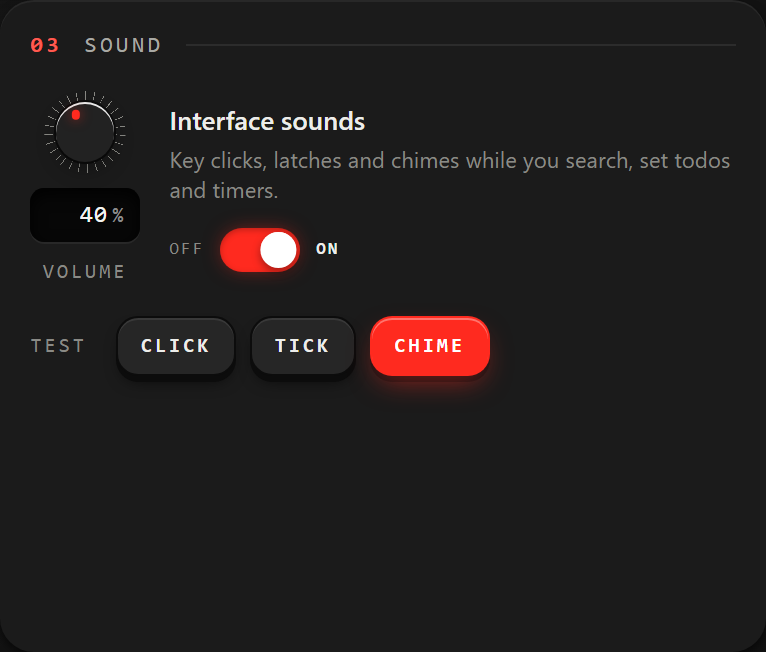 03 SOUND
Interface sounds
Key clicks, latches and chimes while you search, set todos
and timers.
40%
OFF ON
VOLUME
TEST CLICK TICK CHIME